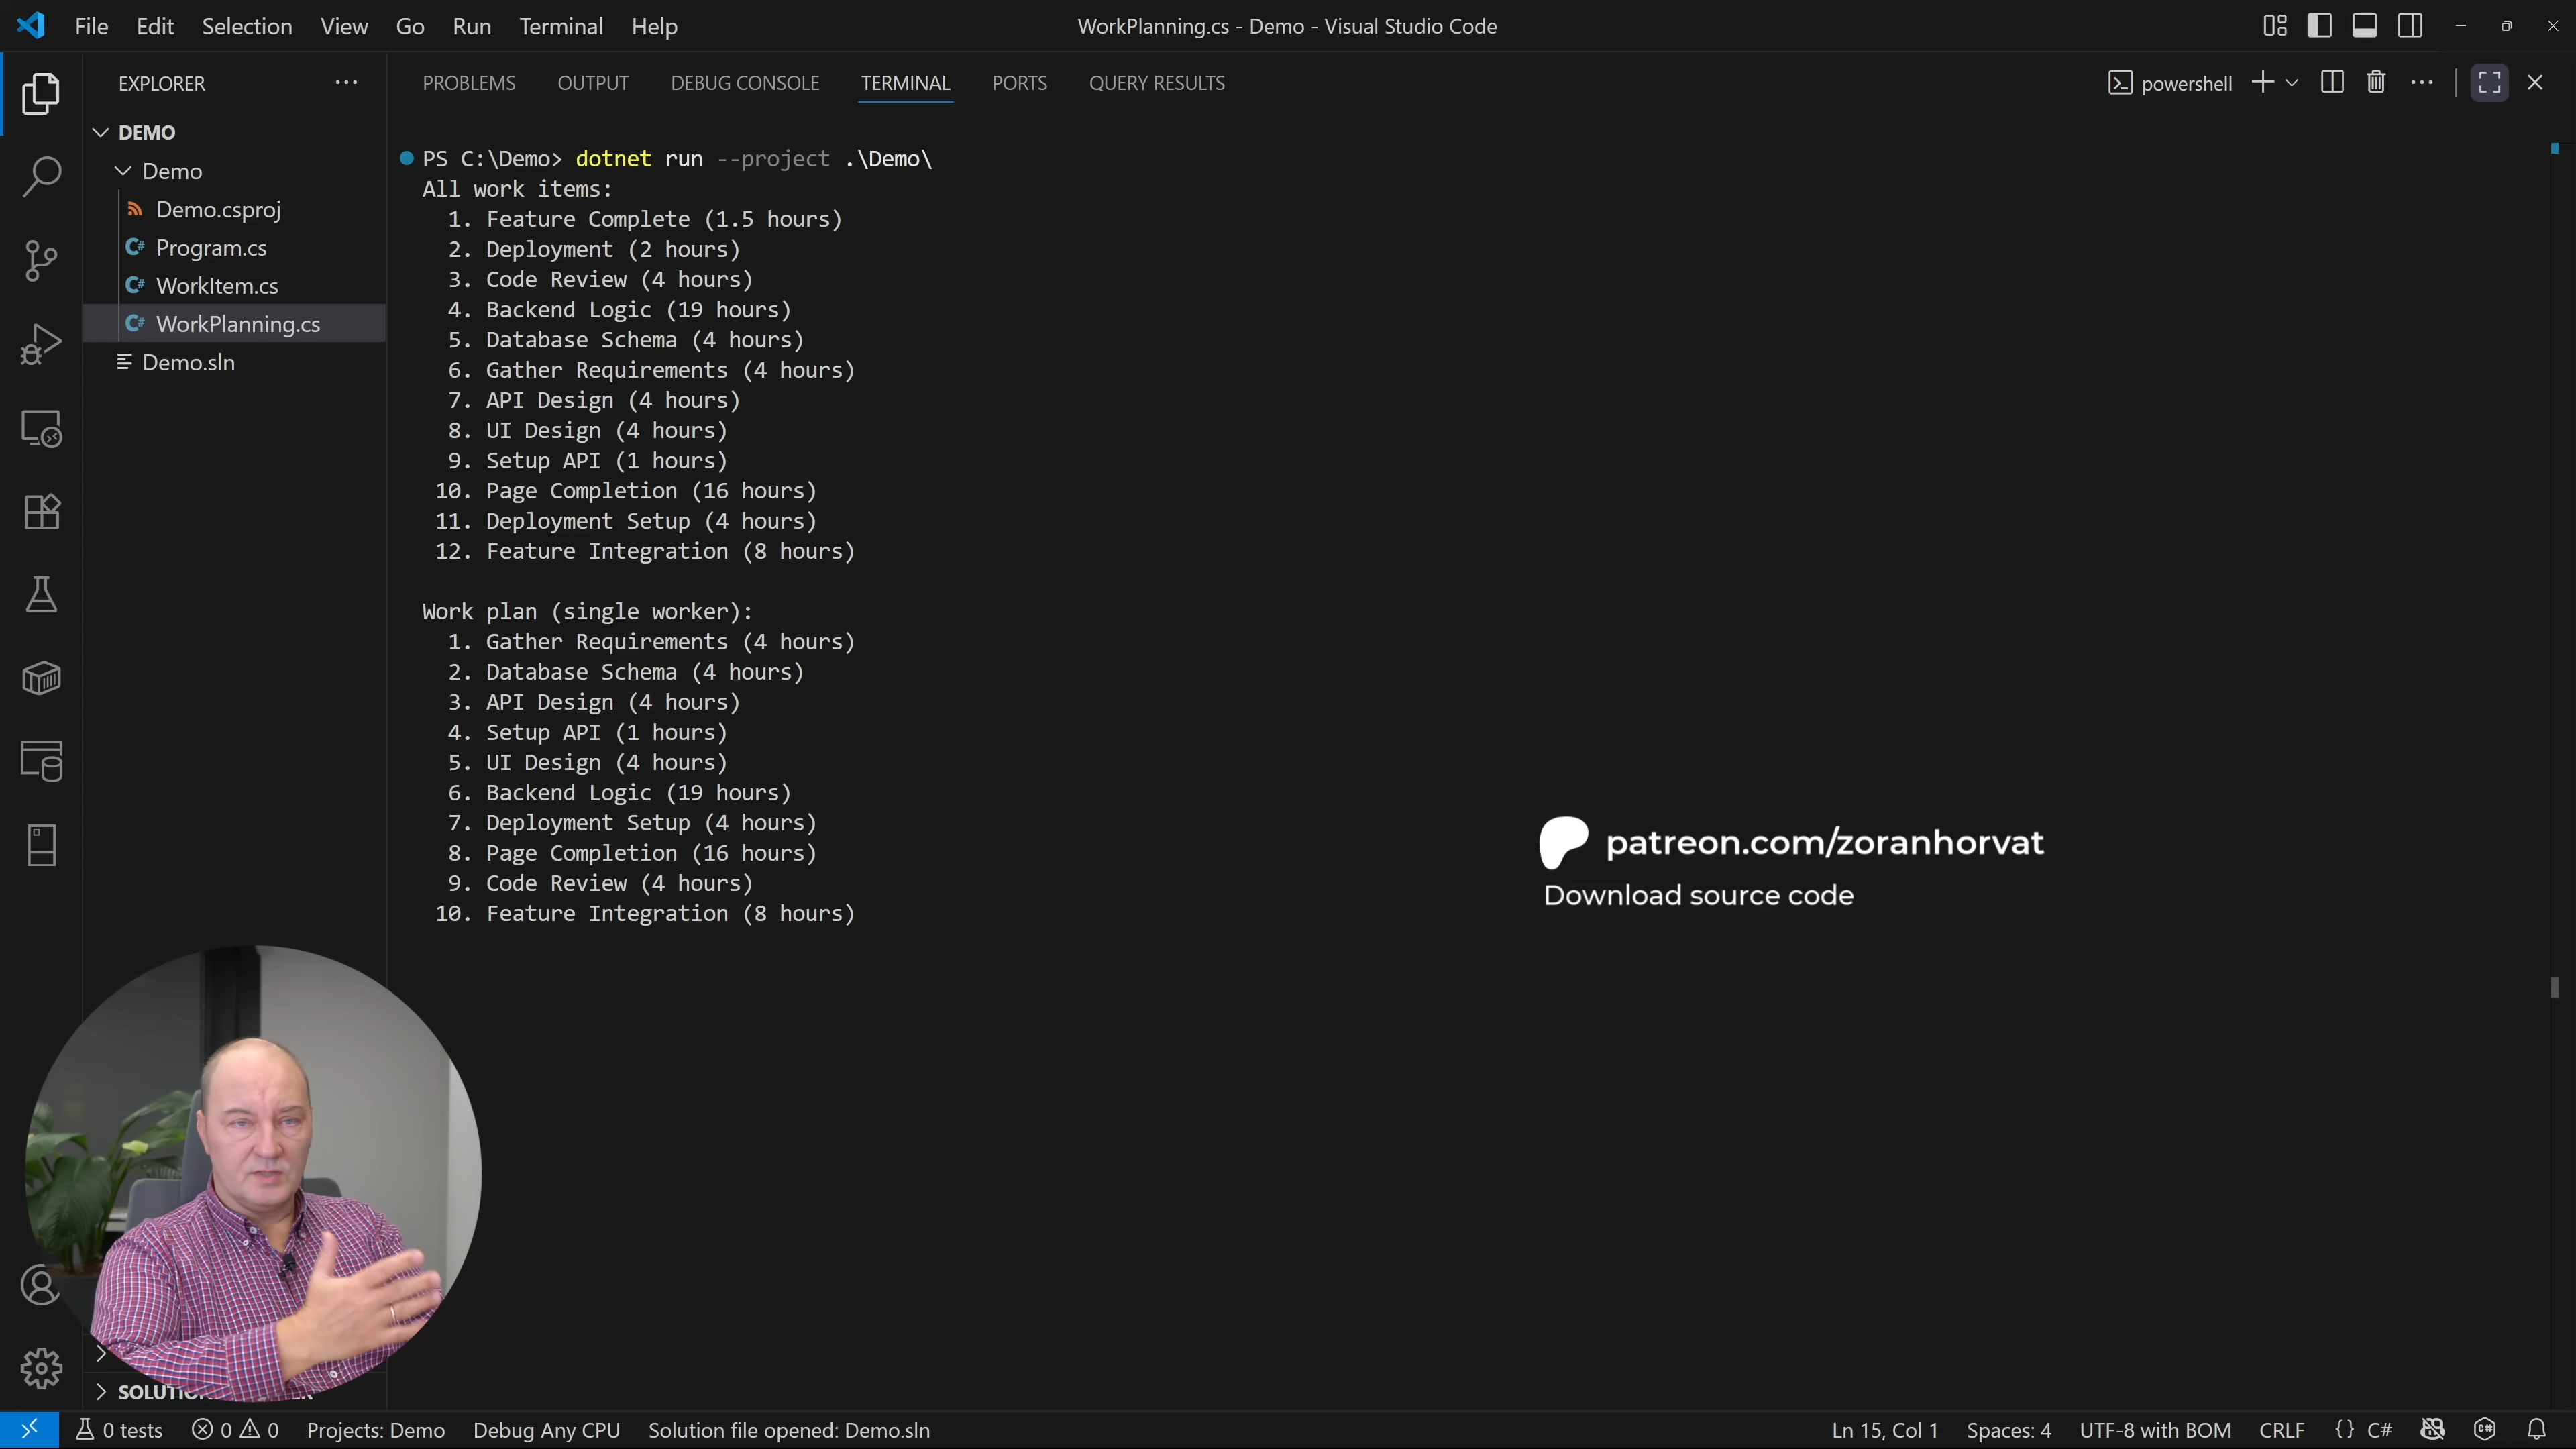 File Edit Selection View Go Run Terminal Help
WorkPlanning.cs - Demo - Visual Studio Code
EXPLORER
DEMO
Demo
Demo.csproj
Program.cs
WorkItem.cs
WorkPlanning.cs
Demo.sln
PROBLEMS OUTPUT DEBUG CONSOLE TERMINAL PORTS QUERY RESULTS
powershell
PS C:\Demo> dotnet run --project .\Demo\
All work items:
1. Feature Complete (1.5 hours)
2. Deployment (2 hours)
3. Code Review (4 hours)
4. Backend Logic (19 hours)
5. Database Schema (4 hours)
6. Gather Requirements (4 hours)
7. API Design (4 hours)
8. UI Design (4 hours)
9. Setup API (1 hours)
10. Page Completion (16 hours)
11. Deployment Setup (4 hours)
12. Feature Integration (8 hours)
Work plan (single worker):
1. Gather Requirements (4 hours)
2. Database Schema (4 hours)
3. API Design (4 hours)
4. Setup API (1 hours)
5. UI Design (4 hours)
6. Backend Logic (19 hours)
7. Deployment Setup (4 hours)
8. Page Completion (16 hours)
9. Code Review (4 hours)
10. Feature Integration (8 hours)
patreon.com/zoranhorvat
Download source code
0 tests 0 0 Projects: Demo Debug Any CPU Solution file opened: Demo.sln
Ln 15, Col 1 Spaces: 4 UTF-8 with BOM CRLF {} C#